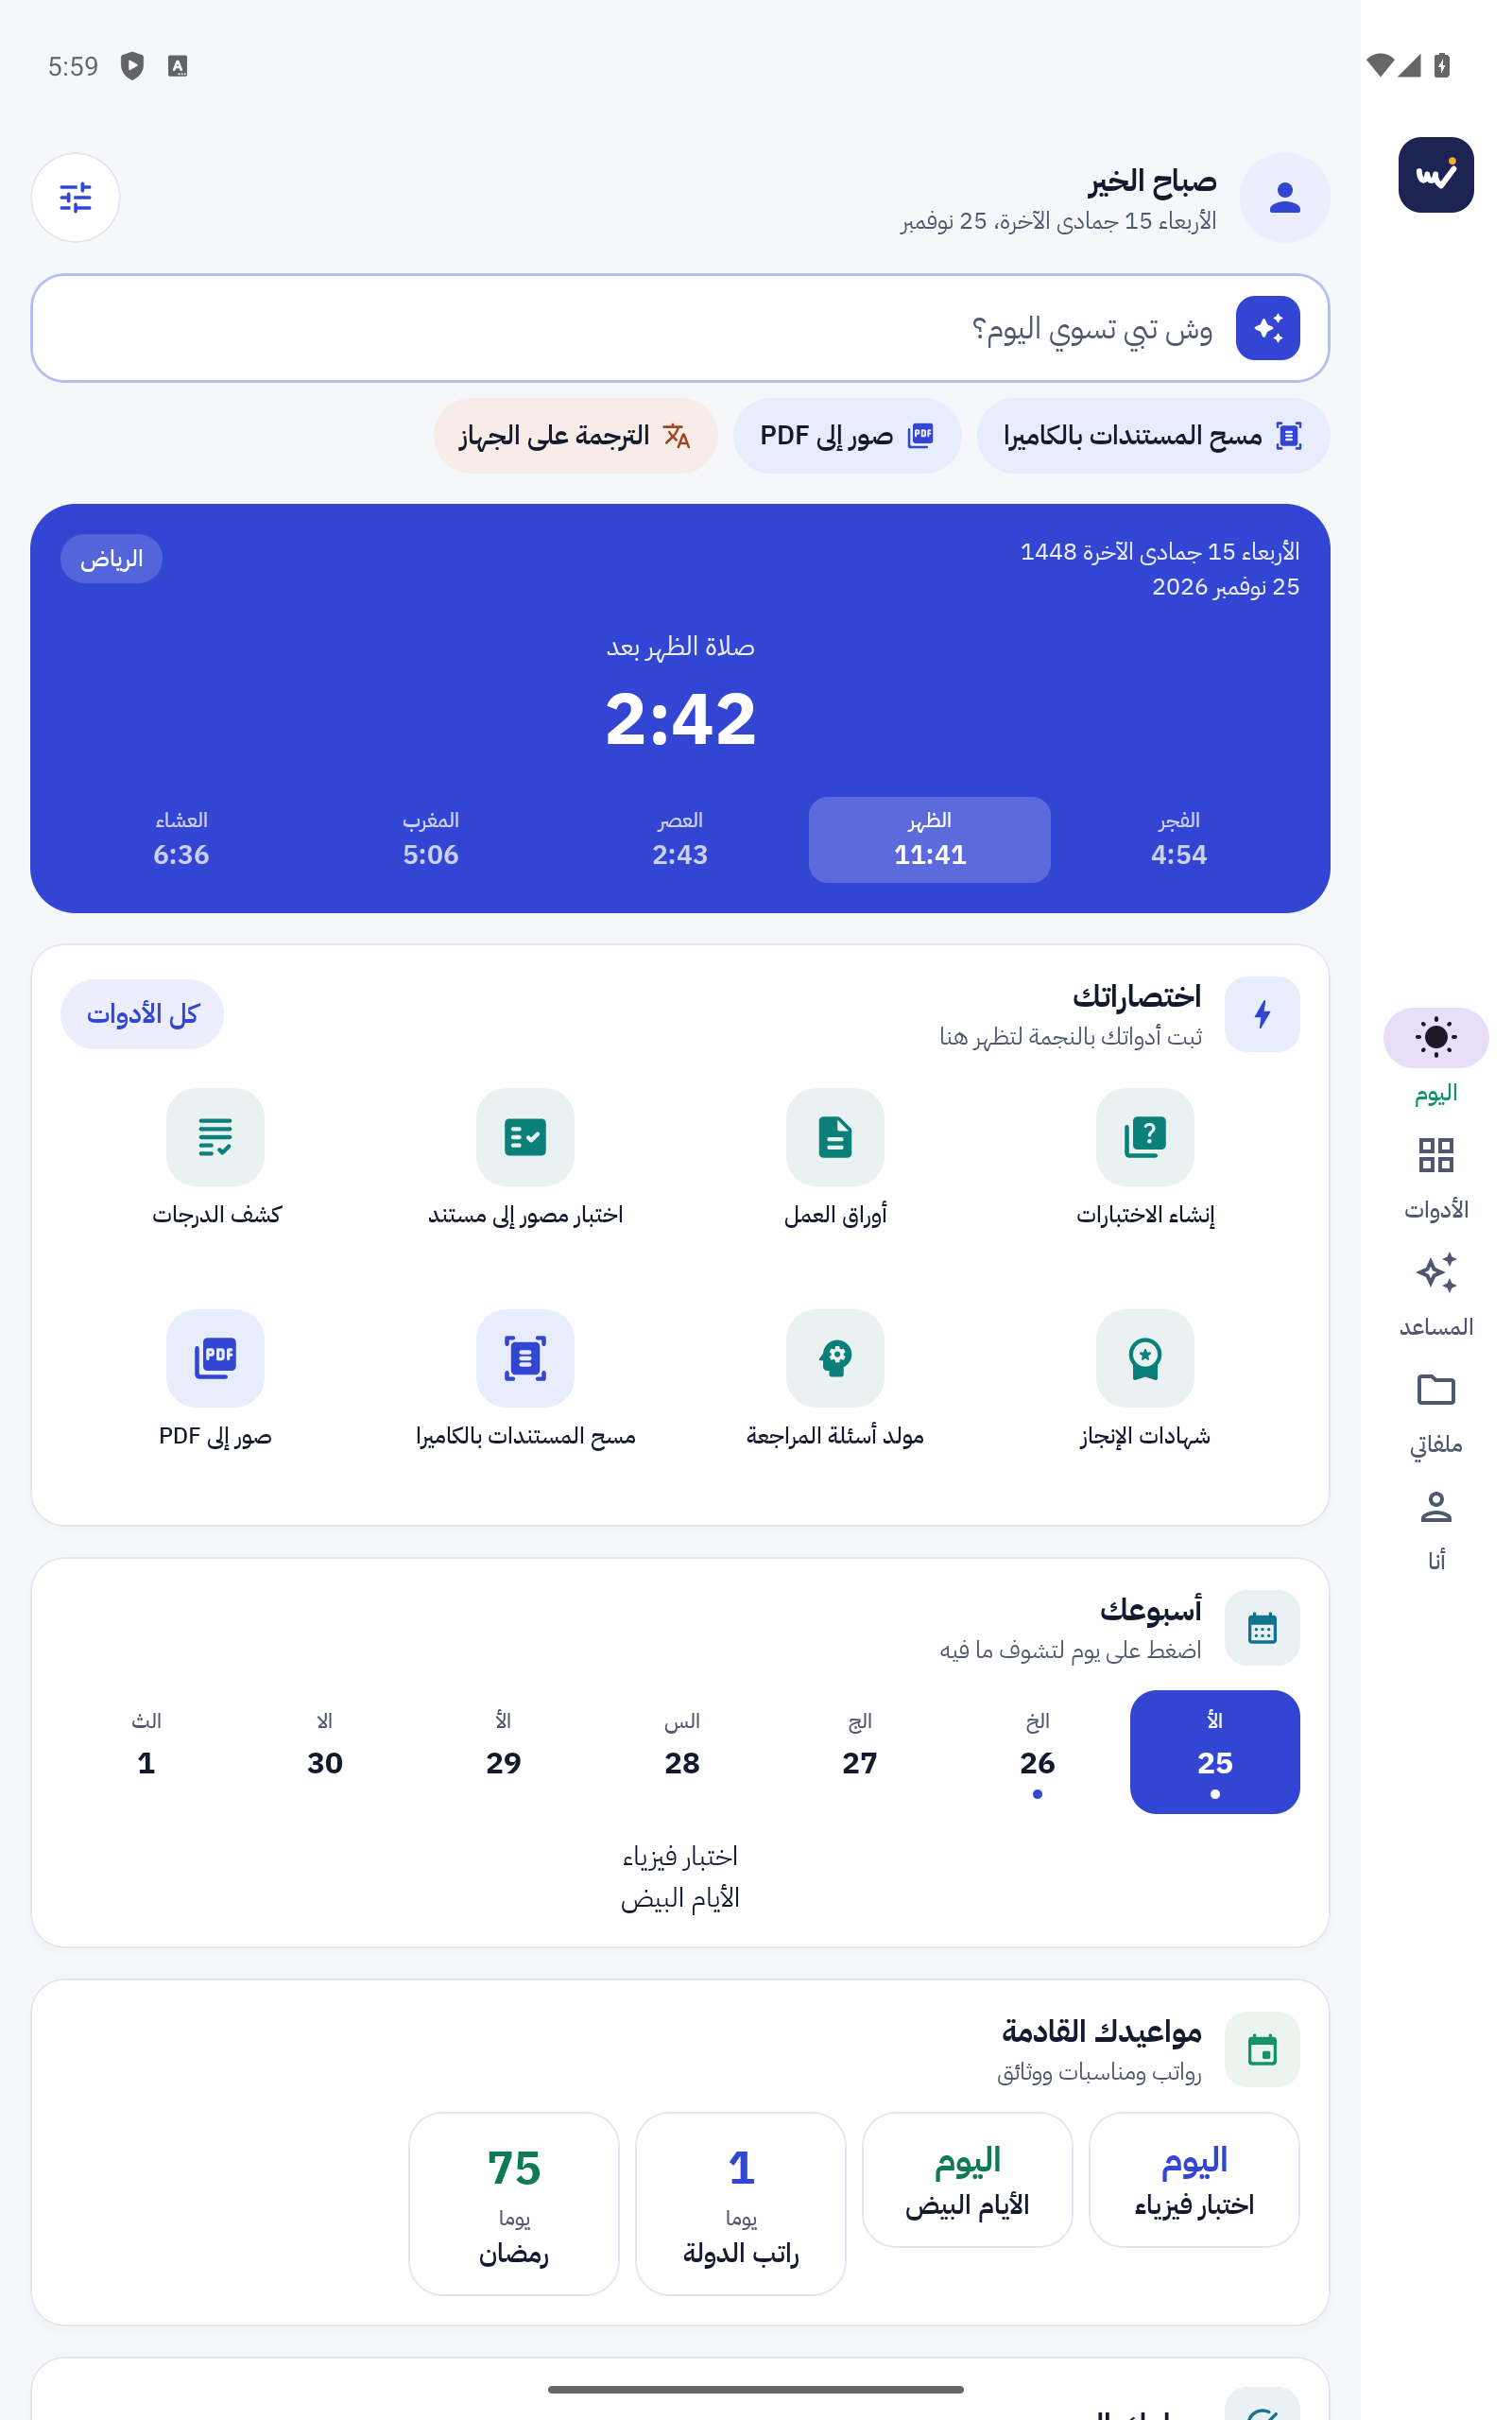 5:59
صباح الخير
الأربعاء 15 جمادى الآخرة، 25 نوفمبر
وش تبي تسوي اليوم؟
مسح المستندات بالكاميرا
صور إلى PDF
الترجمة على الجهاز
الأربعاء 15 جمادى الآخرة 1448
25 نوفمبر 2026
الرياض
صلاة الظهر بعد
2:42
الفجر
4:54
الظهر
11:41
العصر
2:43
المغرب
5:06
العشاء
6:36
اختصاراتك
ثبت أدواتك بالنجمة لتظهر هنا
كل الأدوات
إنشاء الاختبارات
أوراق العمل
اختبار مصور إلى مستند
كشف الدرجات
شهادات الإنجاز
مولد أسئلة المراجعة
مسح المستندات بالكاميرا
صور إلى PDF
أسبوعك
اضغط على يوم لتشوف ما فيه
الأ
25
الخ
26
الج
27
الس
28
الأ
29
الا
30
الث
1
اختبار فيزياء
الأيام البيض
مواعيدك القادمة
رواتب ومناسبات ووثائق
اليوم
اختبار فيزياء
اليوم
الأيام البيض
1
يوما
راتب الدولة
75
يوما
رمضان
اليوم
الأدوات
المساعد
ملفاتي
أنا